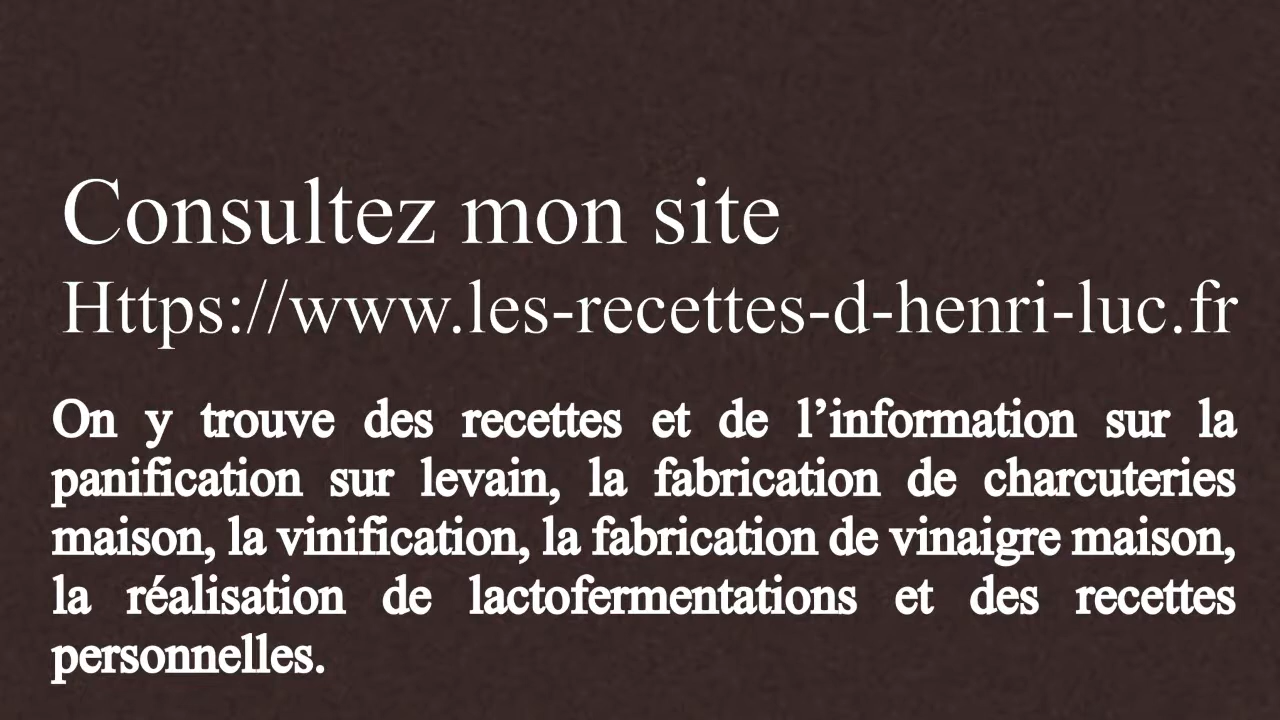 Consultez mon site
Https://www.les-recettes-d-henri-luc.fr
On y trouve des recettes et de l’information sur la
panification sur levain, la fabrication de charcuteries
maison, la vinification, la fabrication de vinaigre maison,
la réalisation de lactofermentations et des recettes
personnelles.